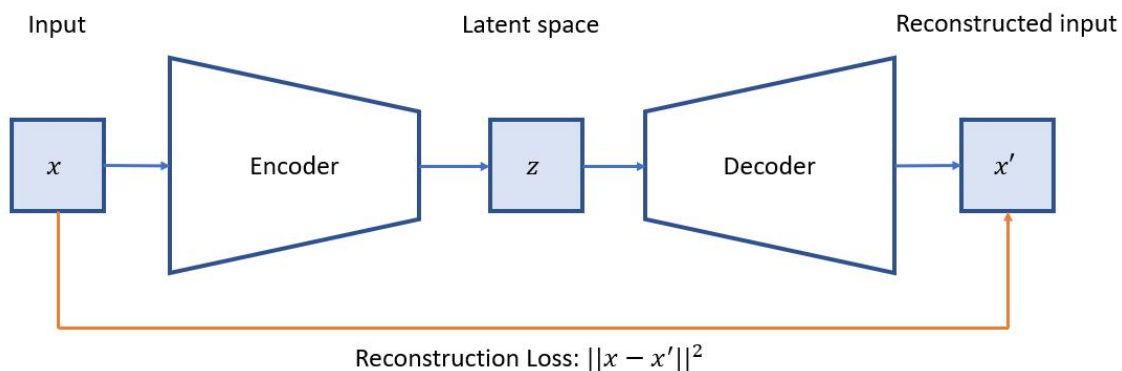 Input
Latent space
Reconstructed input
x
Encoder
z
Decoder
x′
Reconstruction Loss: ||x − x′||²